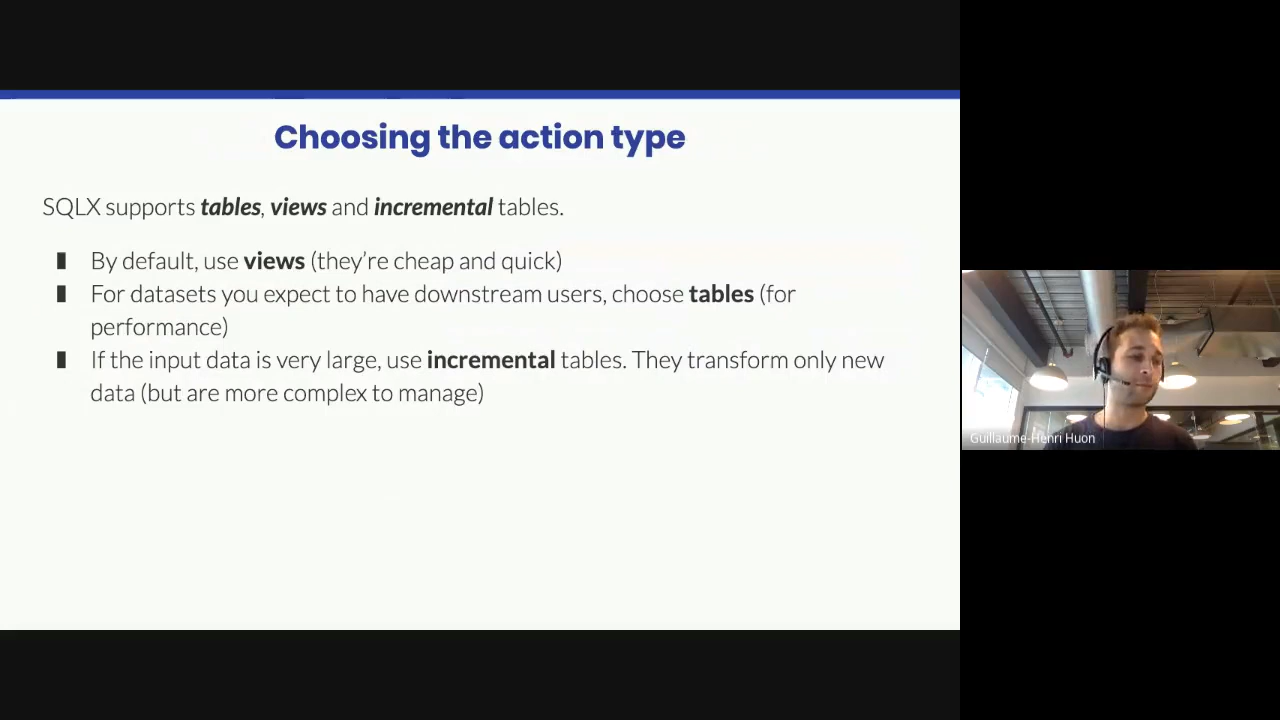 Choosing the action type
SQLX supports tables, views and incremental tables.
By default, use views (they’re cheap and quick)
For datasets you expect to have downstream users, choose tables (for
performance)
If the input data is very large, use incremental tables. They transform only new
data (but are more complex to manage)
Guillaume-Henri Huon